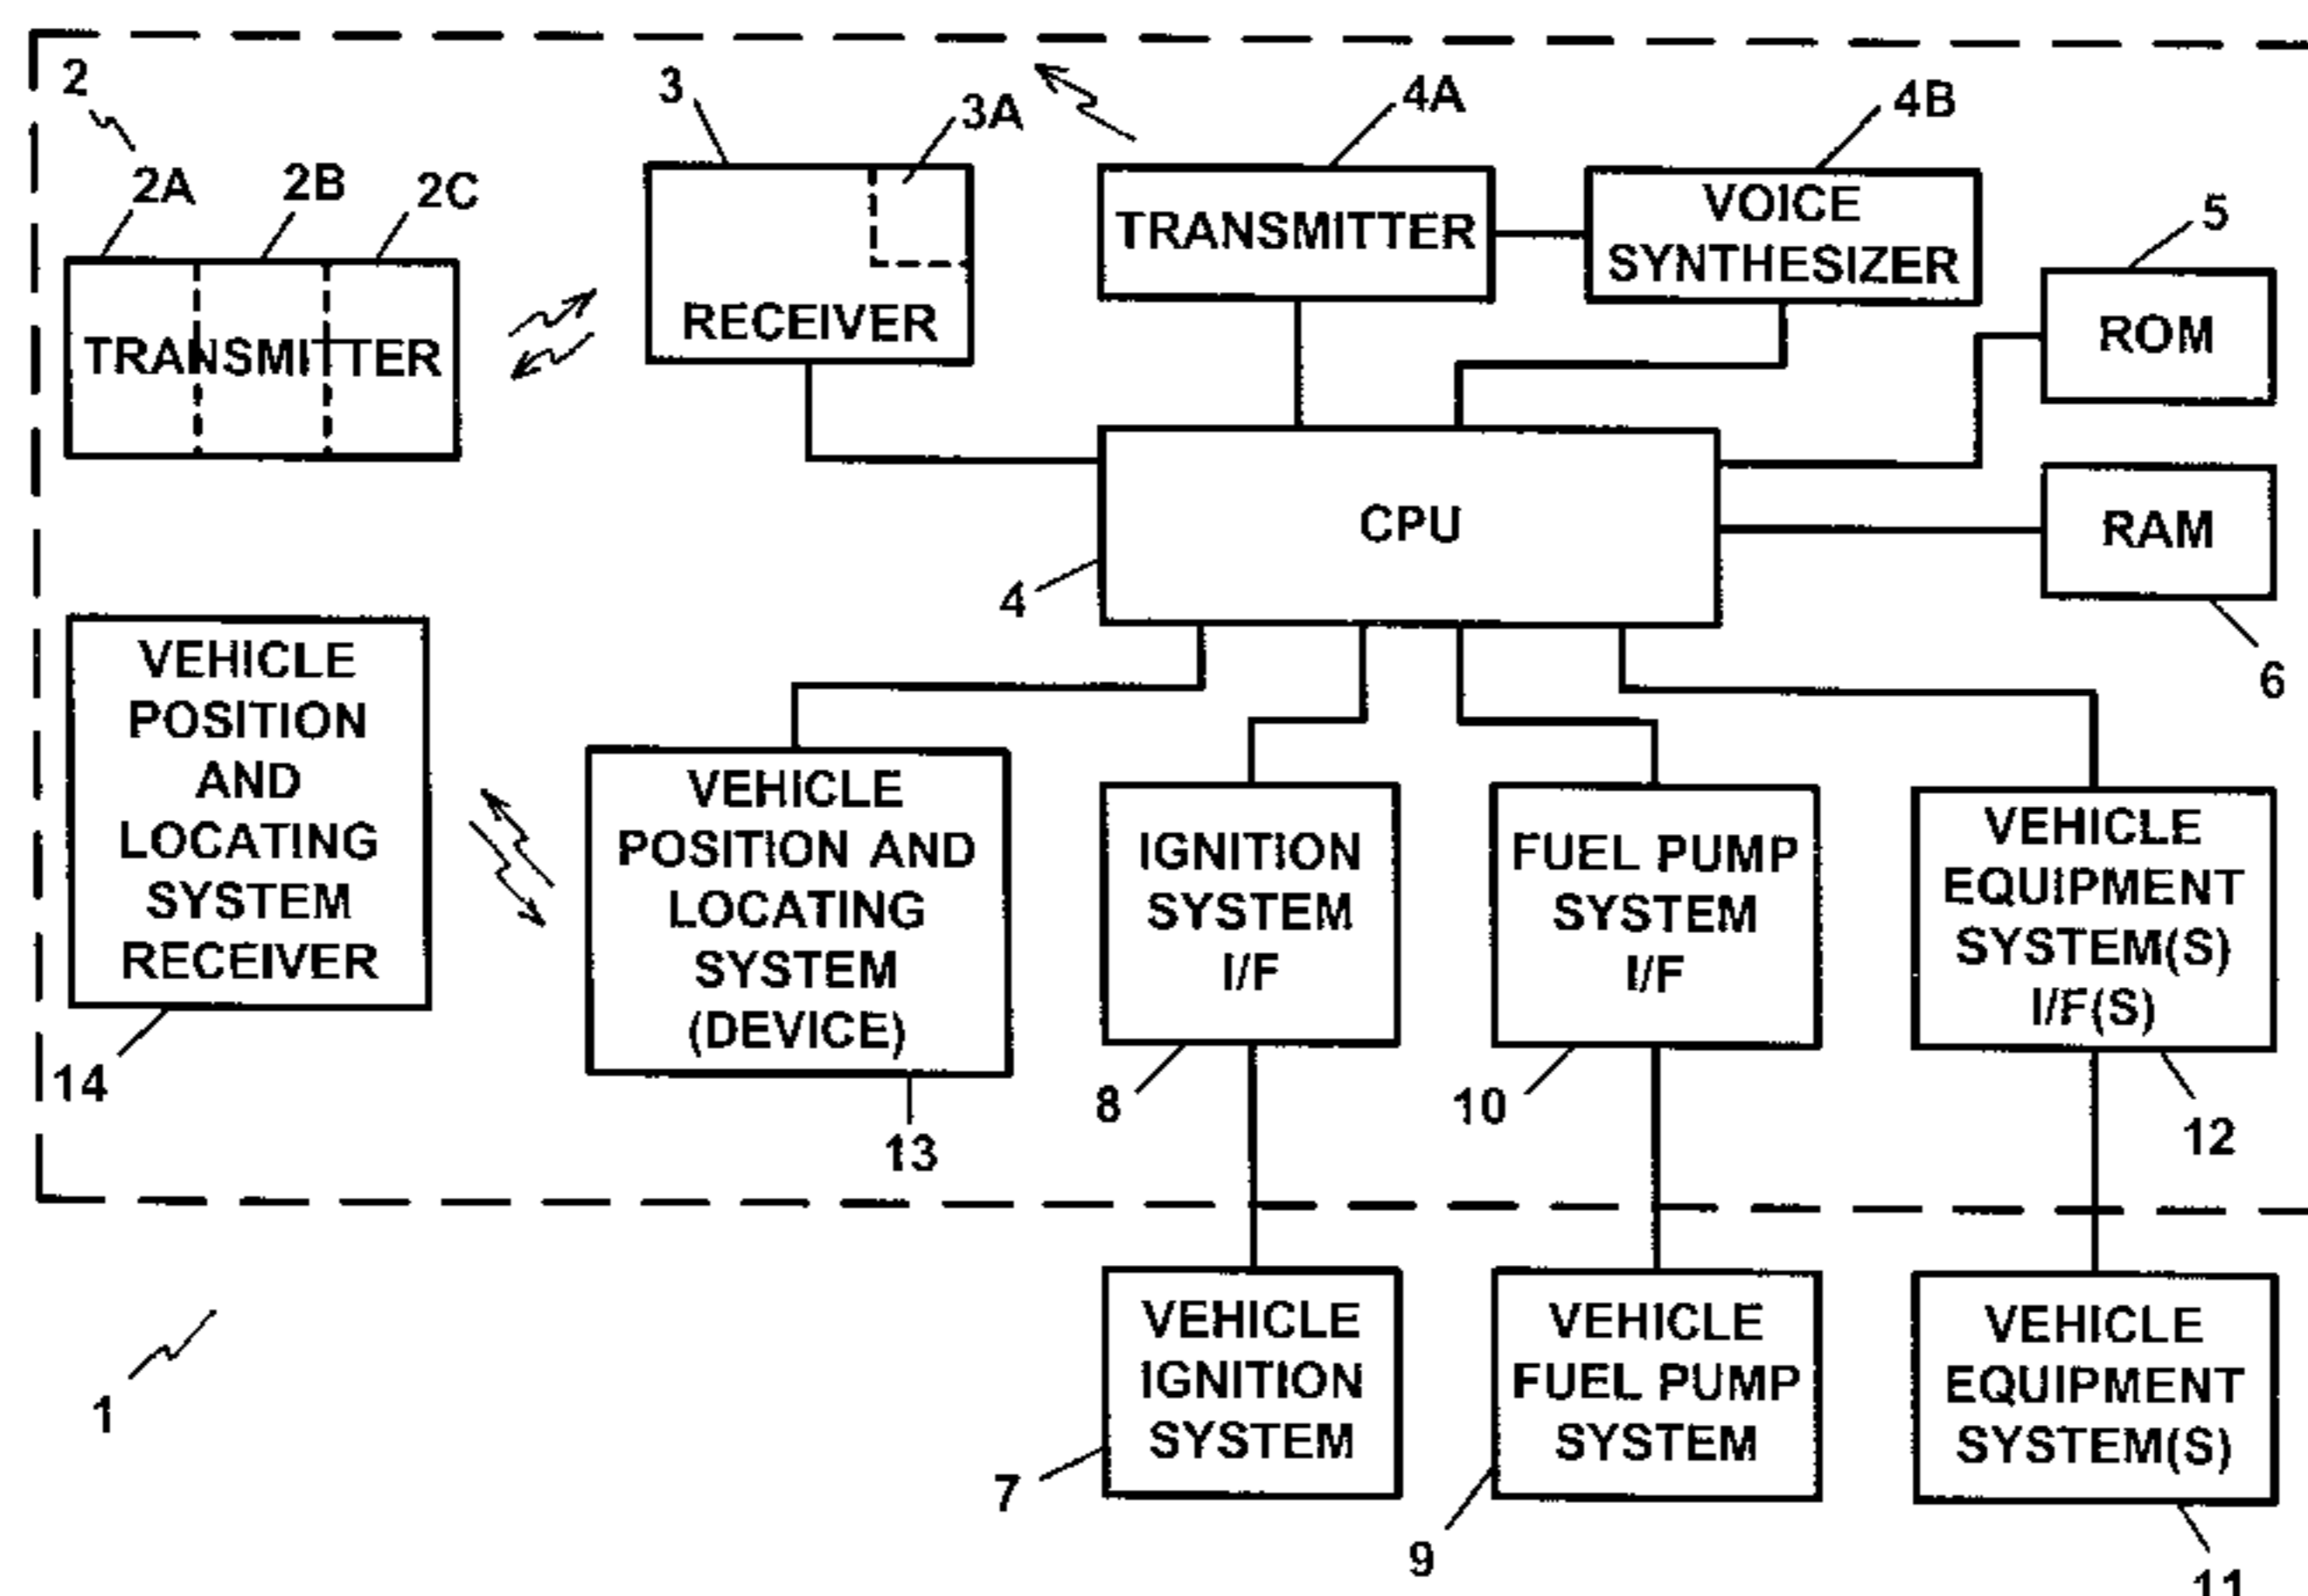 2
3
3A
4A
4B
2A
2B
2C
5
TRANSMITTER
RECEIVER
TRANSMITTER
VOICE
SYNTHESIZER
ROM
CPU
RAM
4
6
VEHICLE
POSITION
AND
LOCATING
SYSTEM
RECEIVER
14
VEHICLE
POSITION AND
LOCATING
SYSTEM
(DEVICE)
13
IGNITION
SYSTEM
I/F
8
FUEL PUMP
SYSTEM
I/F
10
VEHICLE
EQUIPMENT
SYSTEM(S)
I/F(S)
12
1
VEHICLE
IGNITION
SYSTEM
7
VEHICLE
FUEL PUMP
SYSTEM
9
VEHICLE
EQUIPMENT
SYSTEM(S)
11